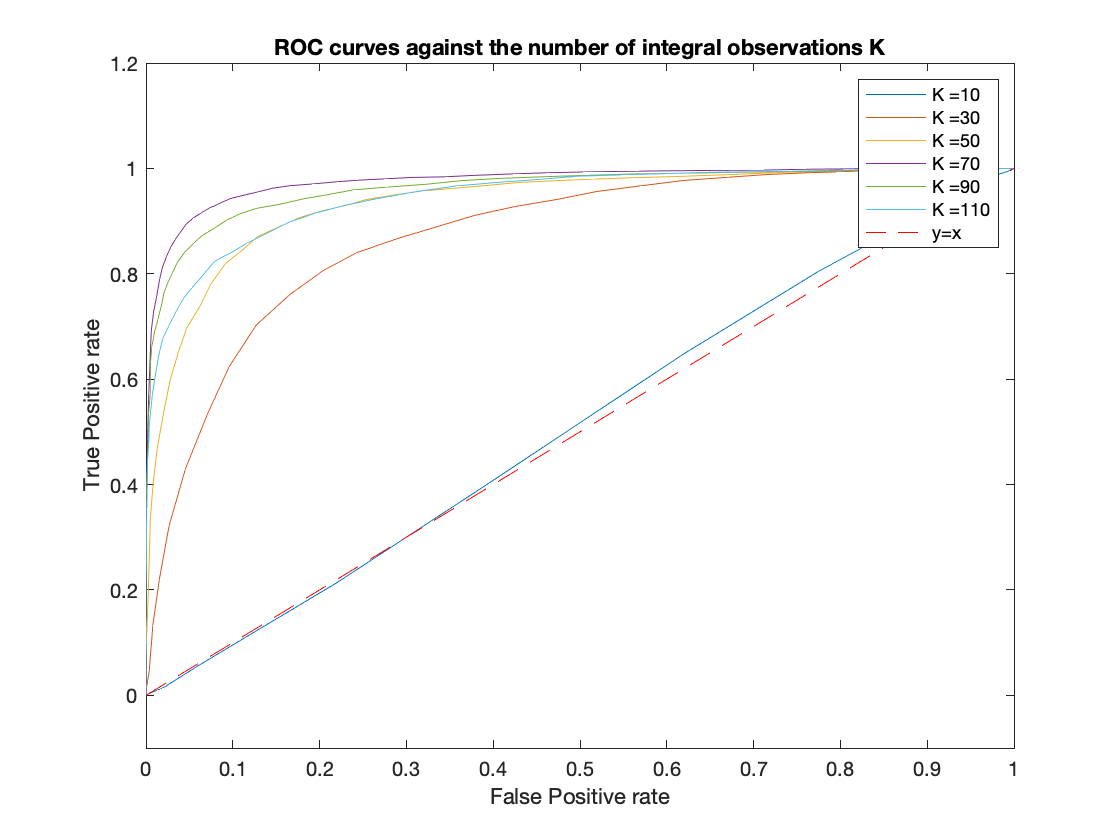 ROC curves against the number of integral observations K
1.2
1
0.8
0.6
0.4
0.2
0
True Positive rate
K =10
K =30
K =50
K =70
K =90
K =110
y=x
0 0.1 0.2 0.3 0.4 0.5 0.6 0.7 0.8 0.9 1
False Positive rate